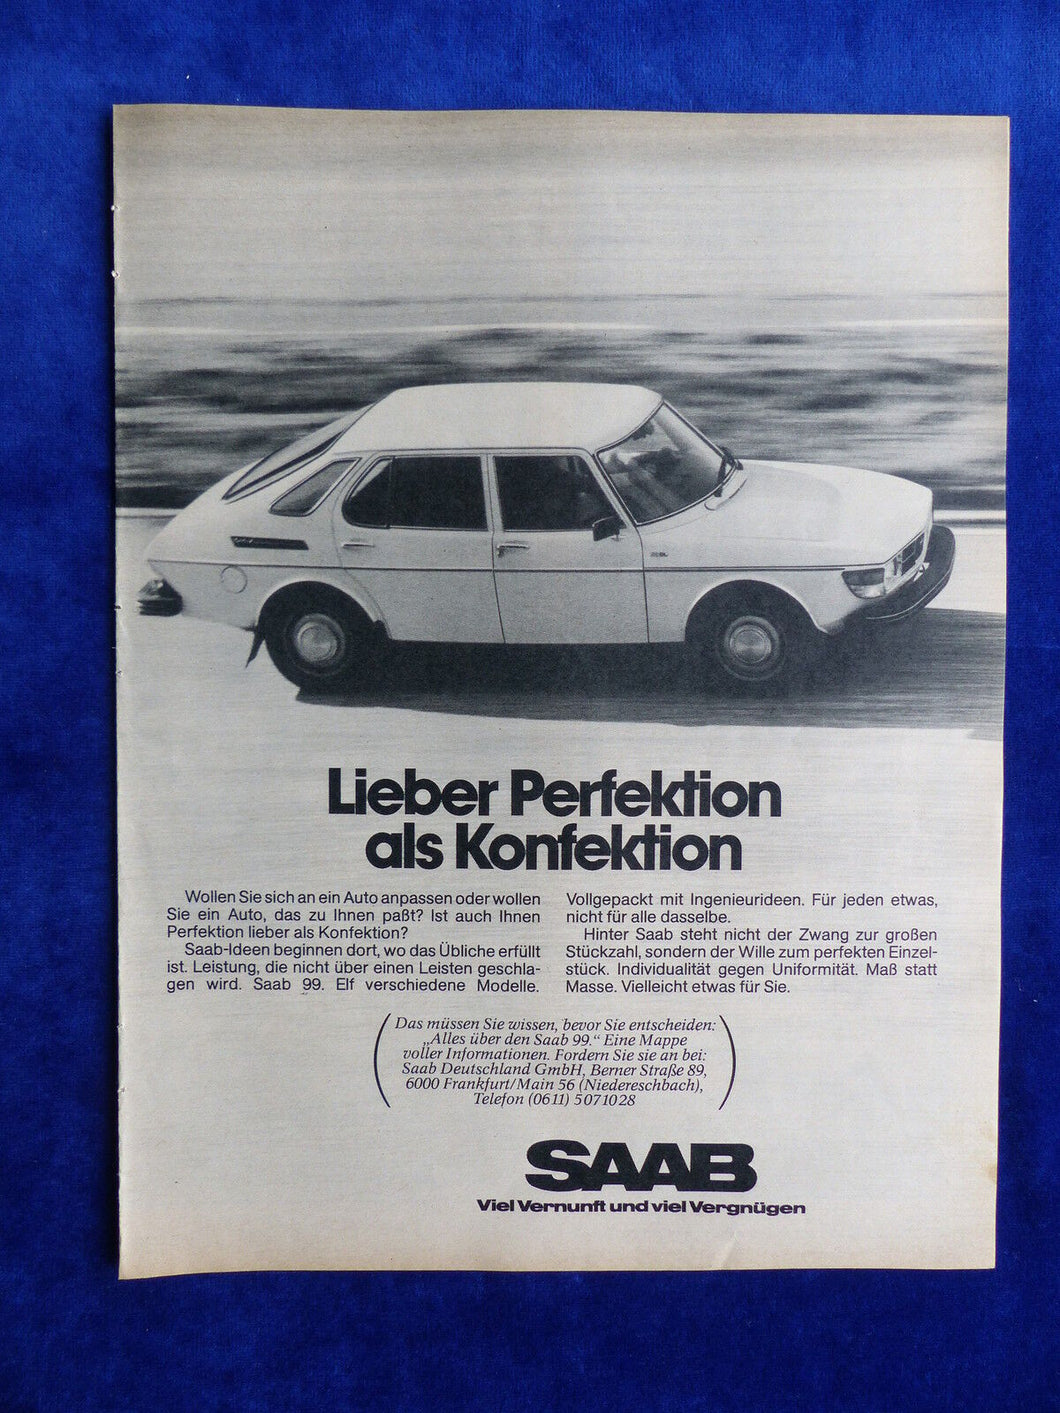 Lieber Perfektion
als Konfektion
Wollen Sie sich an ein Auto anpassen oder wollen
Sie ein Auto, das zu Ihnen paßt? Ist auch Ihnen
Perfektion lieber als Konfektion?
Saab-Ideen beginnen dort, wo das Übliche erfüllt
ist. Leistung, die nicht über einen Leisten geschla-
gen wird. Saab 99. Elf verschiedene Modelle.
Vollgepackt mit Ingenieurideen. Für jeden etwas,
nicht für alle dasselbe.
Hinter Saab steht nicht der Zwang zur großen
Stückzahl, sondern der Wille zum perfekten Einzel-
stück. Individualität gegen Uniformität. Maß statt
Masse. Vielleicht etwas für Sie.
(Das müssen Sie wissen, bevor Sie entscheiden:
„Alles über den Saab 99.“ Eine Mappe
voller Informationen. Fordern Sie sie an bei:
Saab Deutschland GmbH, Berner Straße 89,
6000 Frankfurt/Main 56 (Niedereschbach),
Telefon (0611) 5071028)
SAAB
Viel Vernunft und viel Vergnügen